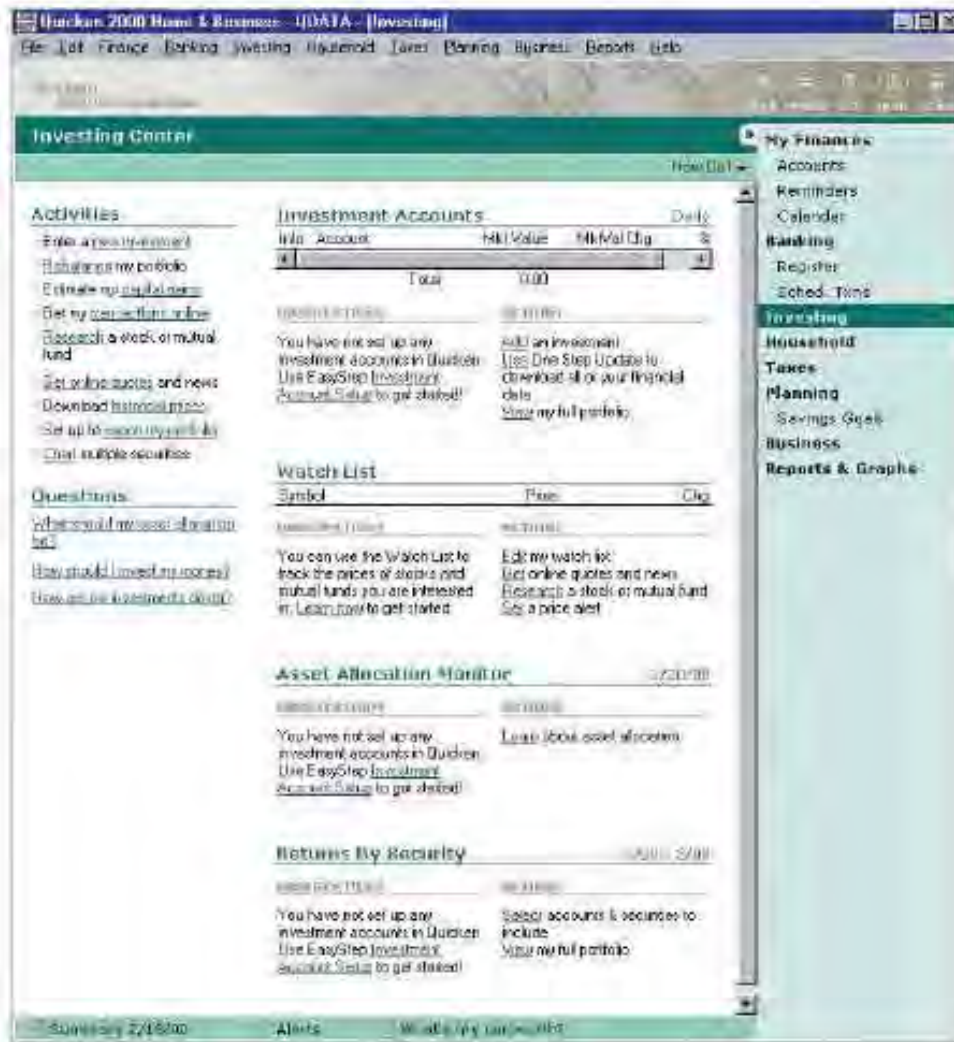 Quicken 2000 Home & Business - QDATA - [Investing]
File Edit Finance Banking Investing Household Taxes Planning Business Reports Help
Investing Center
Activities
Enter a new investment
Rebalance my portfolio
Estimate my capital gains
Get my transactions online
Research a stock or mutual
fund
Get online quotes and news
Download historical prices
Set up to export my portfolio
Chart multiple securities
Questions
What should my asset allocation
be?
How should I invest my money?
How are my investments doing?
Investment Accounts Daily
Info Account Mkt Value MktVal Chg %
Total 0.00
You have not set up any
investment accounts in Quicken
Use EasyStep Investment
Account Setup to get started!
Add an investment
Use One Step Update to
download all of your financial
data
View my full portfolio
Watch List
Symbol Price Chg
You can use the Watch List to
track the prices of stocks and
mutual funds you are interested
in. Learn how to get started
Edit my watch list
Get online quotes and news
Research a stock or mutual fund
Set a price alert
Asset Allocation Monitor
You have not set up any
investment accounts in Quicken
Use EasyStep Investment
Account Setup to get started!
Learn about asset allocation
Returns By Security
You have not set up any
investment accounts in Quicken
Use EasyStep Investment
Account Setup to get started!
Select accounts & securities to
include
View my full portfolio
My Finances
Accounts
Reminders
Calendar
Banking
Register
Sched. Txns
Investing
Household
Taxes
Planning
Savings Goals
Business
Reports & Graphs
Summary Alerts